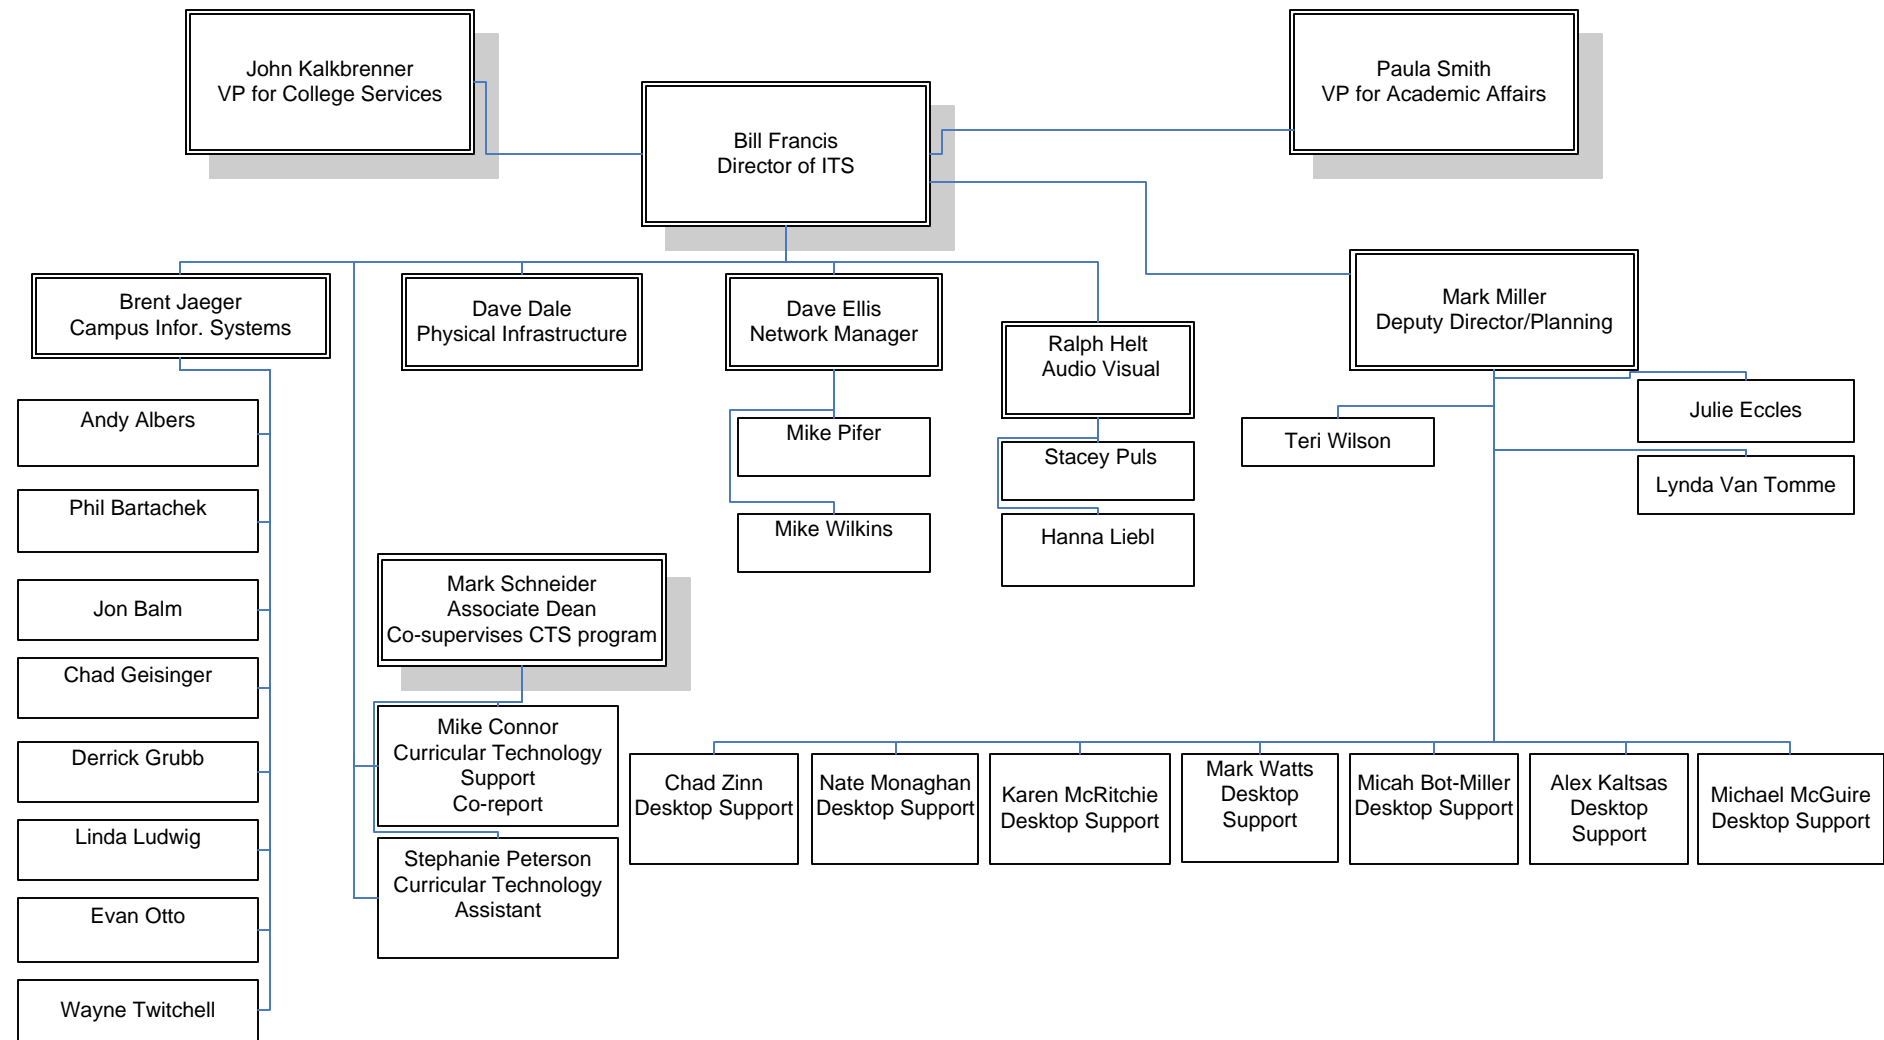 John Kalkbrenner
VP for College Services
Paula Smith
VP for Academic Affairs
Bill Francis
Director of ITS
Brent Jaeger
Campus Infor. Systems
Dave Dale
Physical Infrastructure
Dave Ellis
Network Manager
Ralph Helt
Audio Visual
Mark Miller
Deputy Director/Planning
Andy Albers
Phil Bartachek
Jon Balm
Chad Geisinger
Derrick Grubb
Linda Ludwig
Evan Otto
Wayne Twitchell
Mike Pifer
Mike Wilkins
Stacey Puls
Hanna Liebl
Teri Wilson
Julie Eccles
Lynda Van Tomme
Mark Schneider
Associate Dean
Co-supervises CTS program
Mike Connor
Curricular Technology
Support
Co-report
Stephanie Peterson
Curricular Technology
Assistant
Chad Zinn
Desktop Support
Nate Monaghan
Desktop Support
Karen McRitchie
Desktop Support
Mark Watts
Desktop
Support
Micah Bot-Miller
Desktop Support
Alex Kaltsas
Desktop
Support
Michael McGuire
Desktop Support